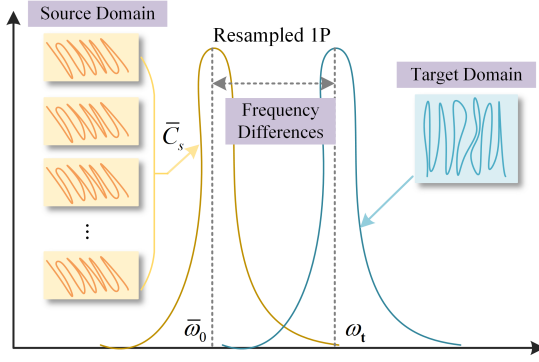 Source Domain
Resampled 1P
Target Domain
Frequency
Differences
C̅ₛ
⋮
ω̅₀
ωₜ